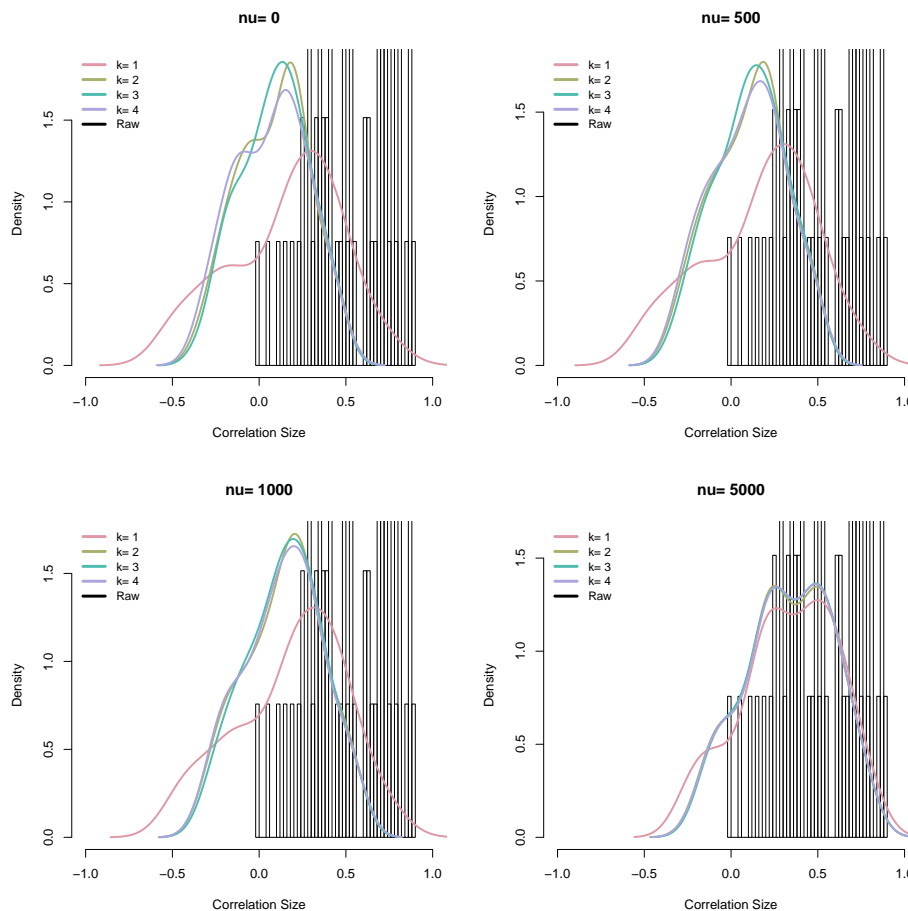 nu= 0
k= 1
k= 2
k= 3
k= 4
Raw
Density
0.0
0.5
1.0
1.5
−1.0
−0.5
0.0
0.5
1.0
Correlation Size
nu= 500
k= 1
k= 2
k= 3
k= 4
Raw
Density
0.0
0.5
1.0
1.5
−1.0
−0.5
0.0
0.5
1.0
Correlation Size
nu= 1000
k= 1
k= 2
k= 3
k= 4
Raw
Density
0.0
0.5
1.0
1.5
−1.0
−0.5
0.0
0.5
1.0
Correlation Size
nu= 5000
k= 1
k= 2
k= 3
k= 4
Raw
Density
0.0
0.5
1.0
1.5
−1.0
−0.5
0.0
0.5
1.0
Correlation Size